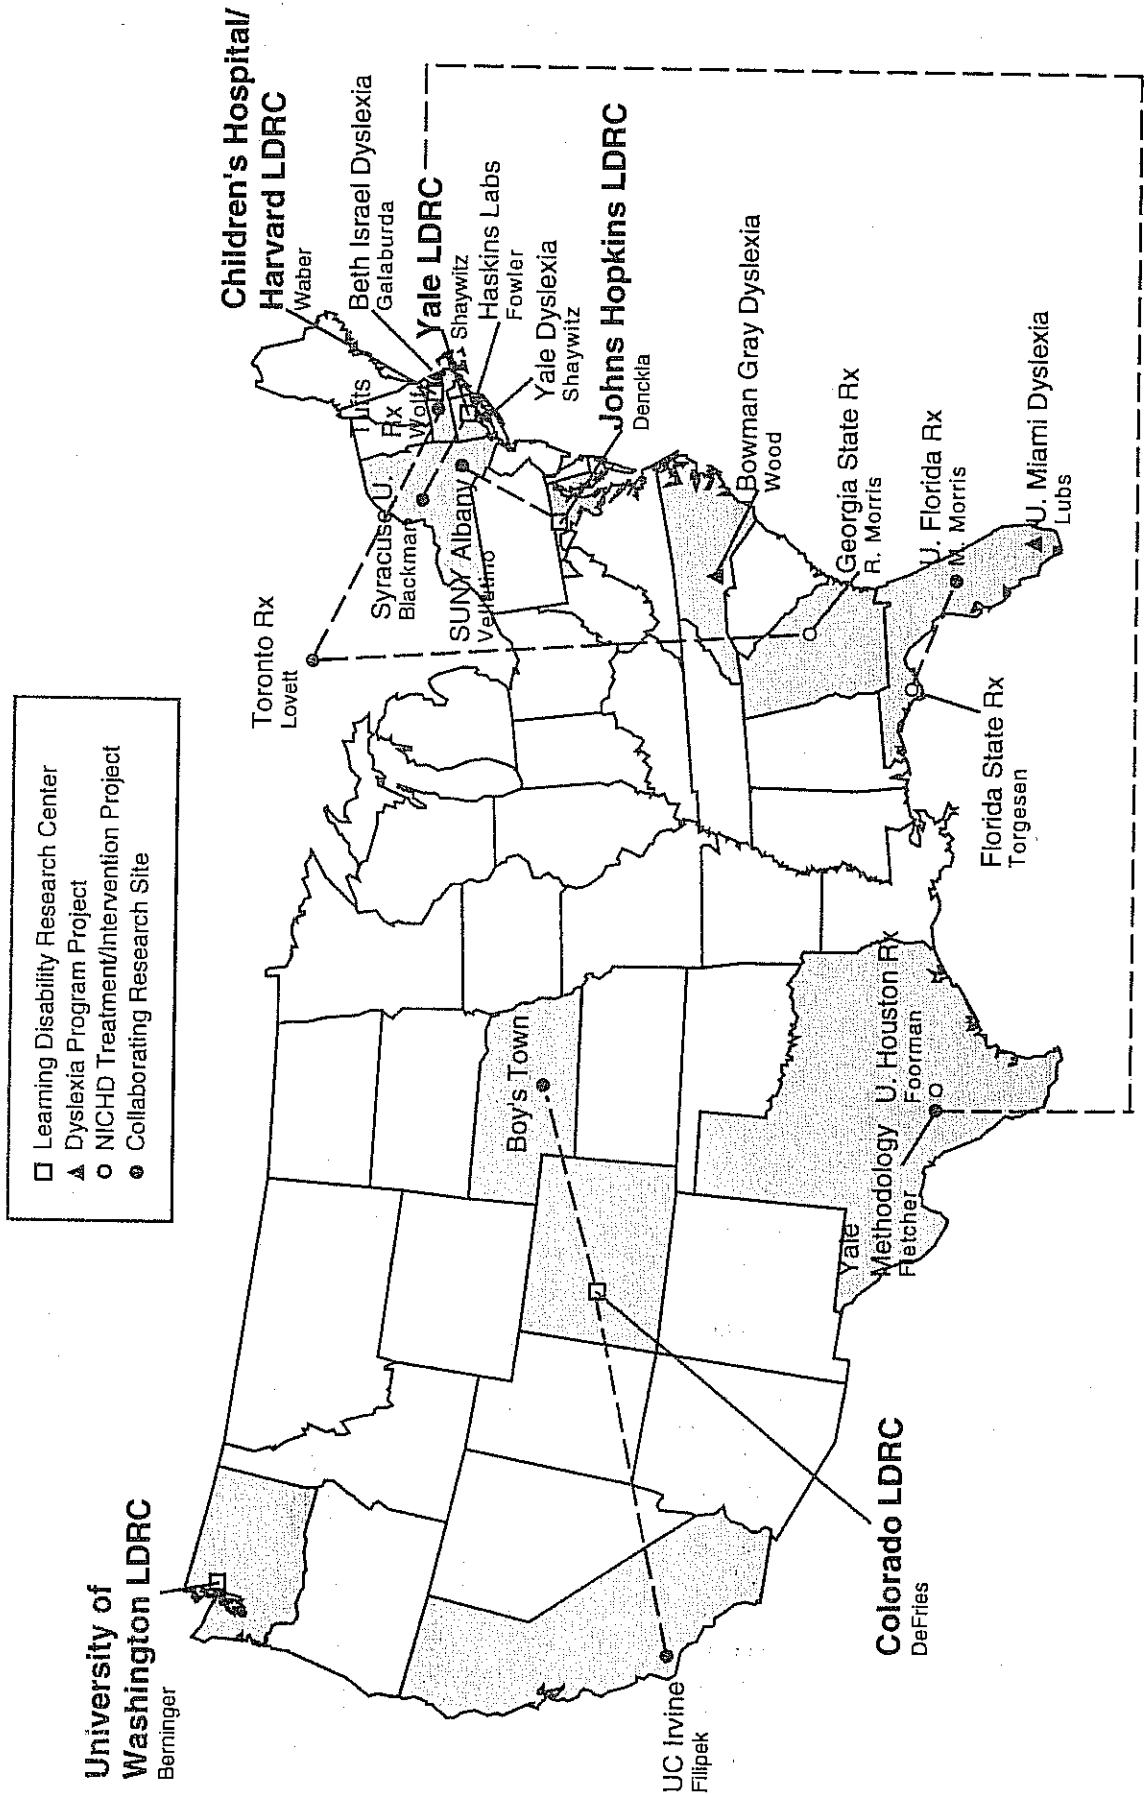 Learning Disability Research Center
Dyslexia Program Project
NICHD Treatment/Intervention Project
Collaborating Research Site
University of
Washington LDRC
Berninger
UC Irvine
Filipek
Colorado LDRC
DeFries
Boy's Town
Yale
Methodology
Fletcher
U. Houston Rx
Foorman
Toronto Rx
Lovett
Syracuse U.
Blackman
SUNY Albany
Vellutino
Tufts
Rx
Wolf
Children's Hospital/
Harvard LDRC
Waber
Beth Israel Dyslexia
Galaburda
Yale LDRC
Shaywitz
Haskins Labs
Fowler
Yale Dyslexia
Shaywitz
Johns Hopkins LDRC
Denckla
Bowman Gray Dyslexia
Wood
Georgia State Rx
R. Morris
U. Florida Rx
M. Morris
U. Miami Dyslexia
Lubs
Florida State Rx
Torgesen